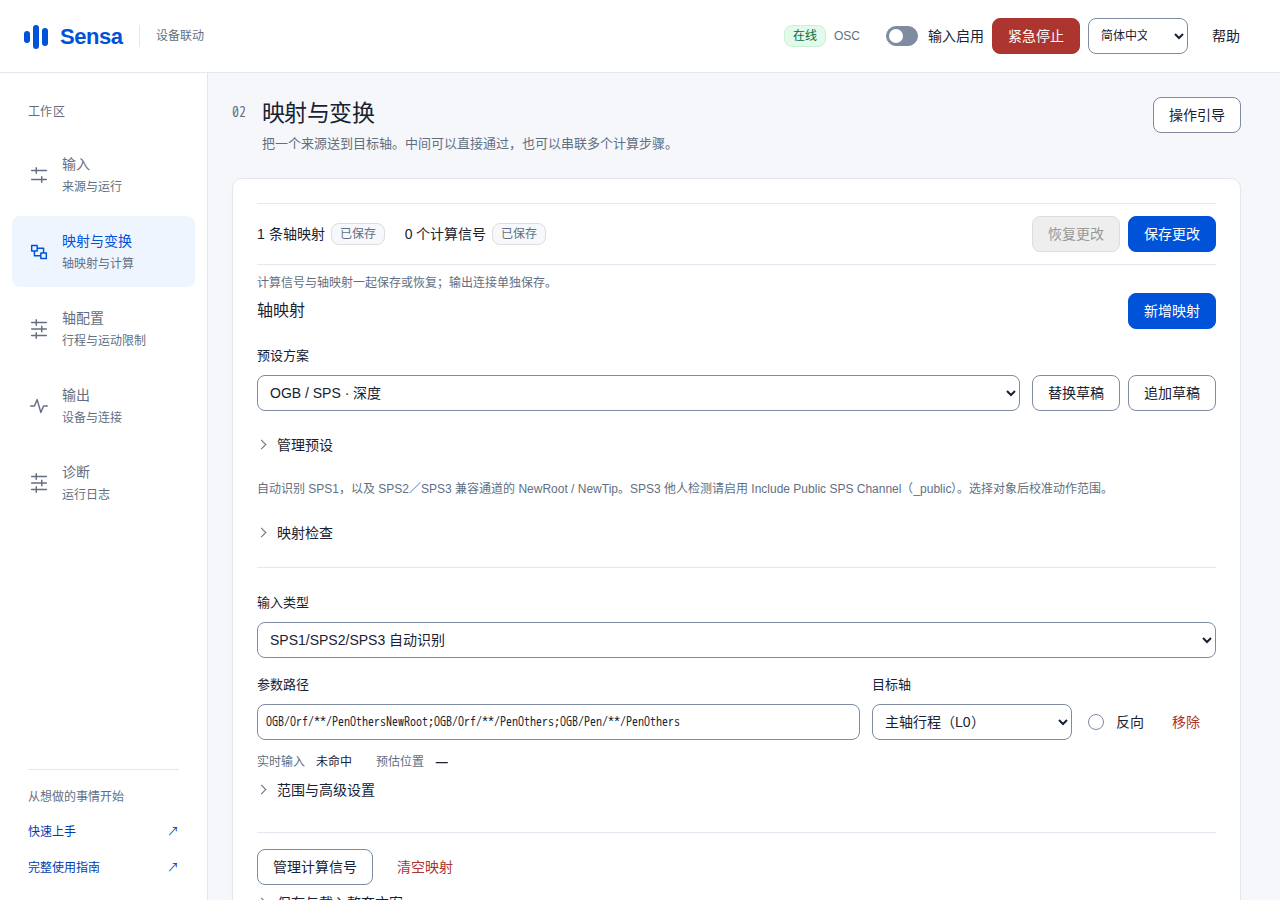 Sensa
设备联动
在线 OSC 输入启用 紧急停止 简体中文 帮助
工作区
输入
来源与运行
映射与变换
轴映射与计算
轴配置
行程与运动限制
输出
设备与连接
诊断
运行日志
从想做的事情开始
快速上手 ↗
完整使用指南 ↗
02 映射与变换
把一个来源送到目标轴。中间可以直接通过，也可以串联多个计算步骤。
操作引导
1 条轴映射 已保存 0 个计算信号 已保存 恢复更改 保存更改
计算信号与轴映射一起保存或恢复；输出连接单独保存。
轴映射 新增映射
预设方案
OGB / SPS · 深度 替换草稿 追加草稿
管理预设
自动识别 SPS1，以及 SPS2／SPS3 兼容通道的 NewRoot / NewTip。SPS3 他人检测请启用 Include Public SPS Channel（_public）。选择对象后校准动作范围。
映射检查
输入类型
SPS1/SPS2/SPS3 自动识别
参数路径 目标轴
OGB/Orf/**/PenOthersNewRoot;OGB/Orf/**/PenOthers;OGB/Pen/**/PenOthers 主轴行程（L0） 反向 移除
实时输入 未命中 预估位置 —
范围与高级设置
管理计算信号 清空映射
保存与载入整套方案